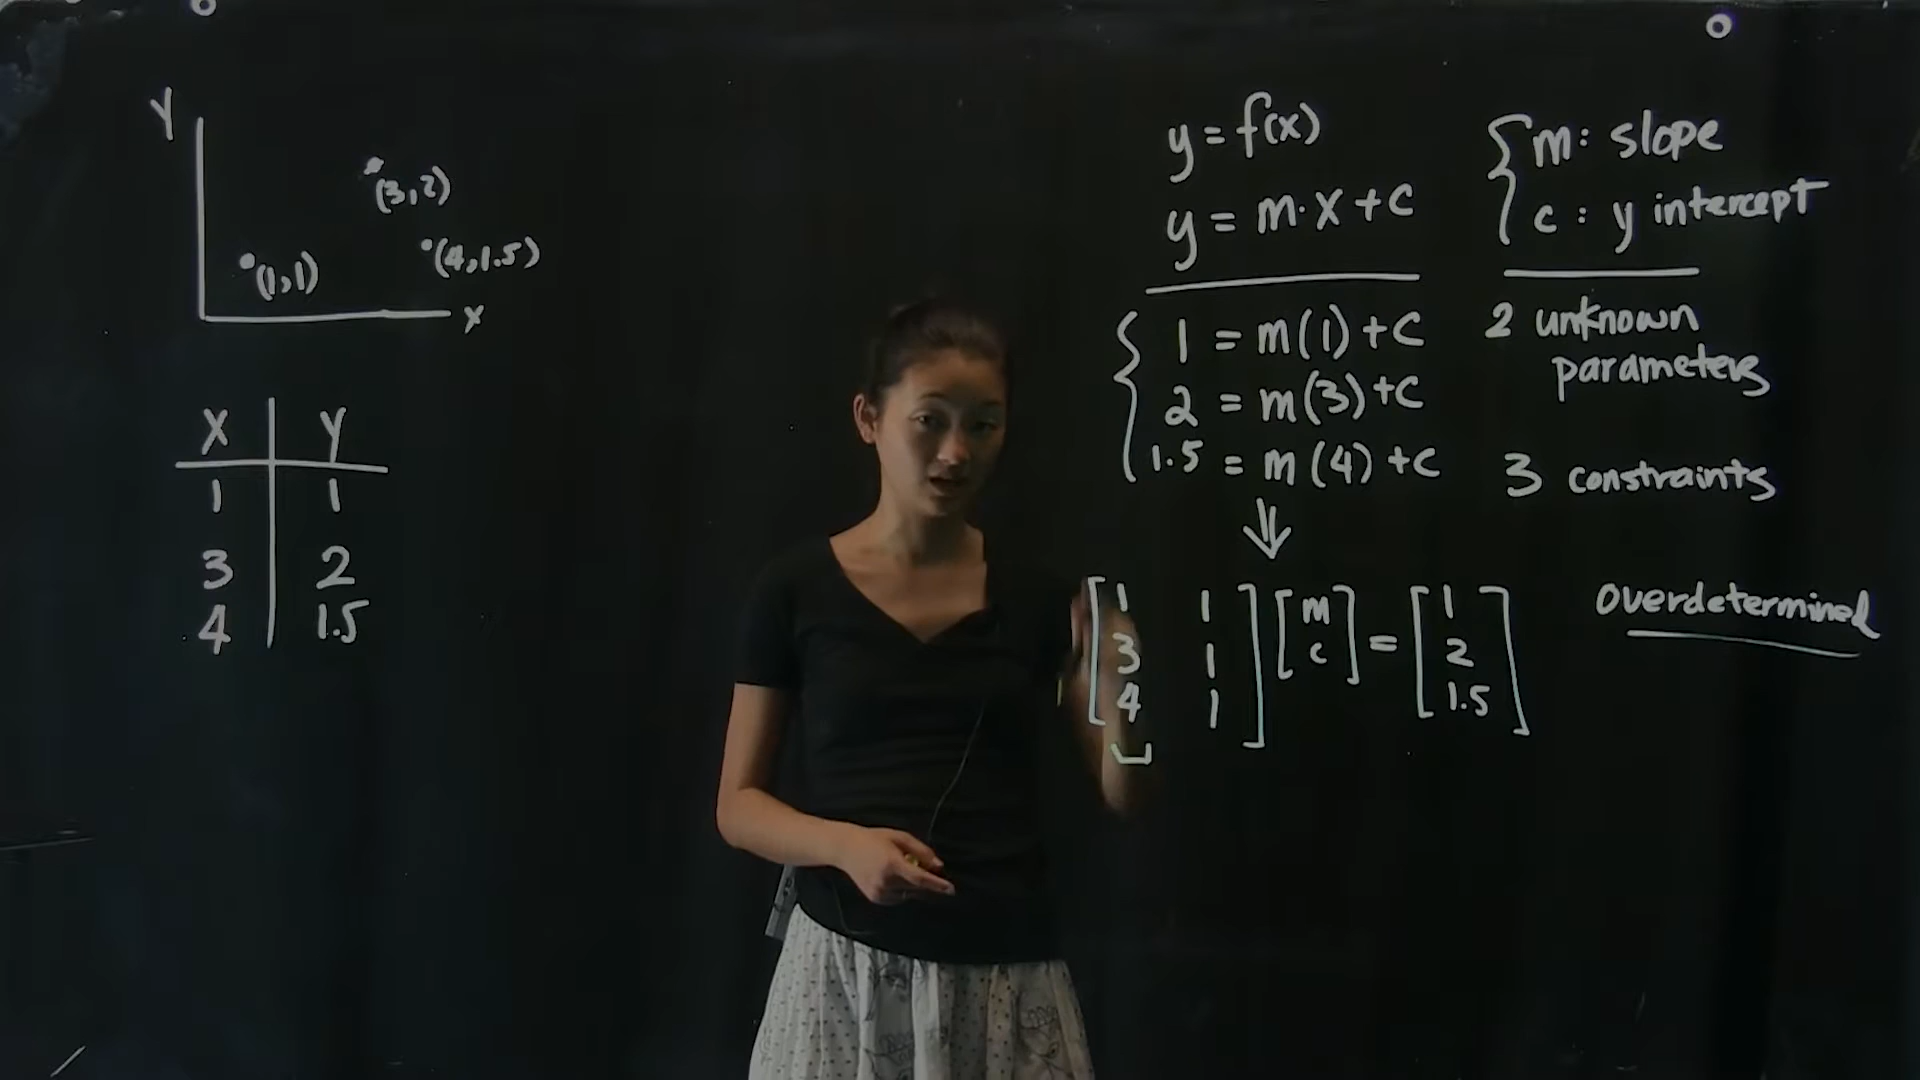 Y
(3,2)
(4,1.5)
(1,1)
x
X Y
1 1
3 2
4 1.5
y = f(x)
y = m·x + c
m: slope
c: y intercept
1 = m(1) + c
2 = m(3) + c
1.5 = m(4) + c
2 unknown
parameters
3 constraints
⇓
[1 1] [m] = [1]
[3 1] [c] [2]
[4 1] [1.5]
overdetermined